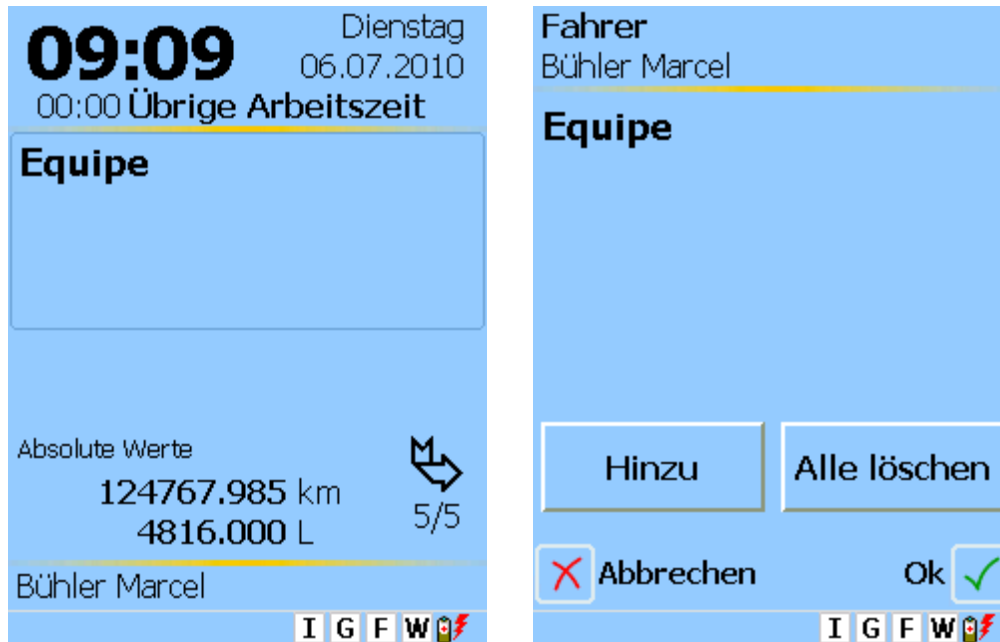 09:09
Dienstag
06.07.2010
00:00 Übrige Arbeitszeit
Equipe
Absolute Werte
124767.985 km
4816.000 L
5/5
Bühler Marcel
I G F W
Fahrer
Bühler Marcel
Equipe
Hinzu
Alle löschen
Abbrechen
Ok
I G F W